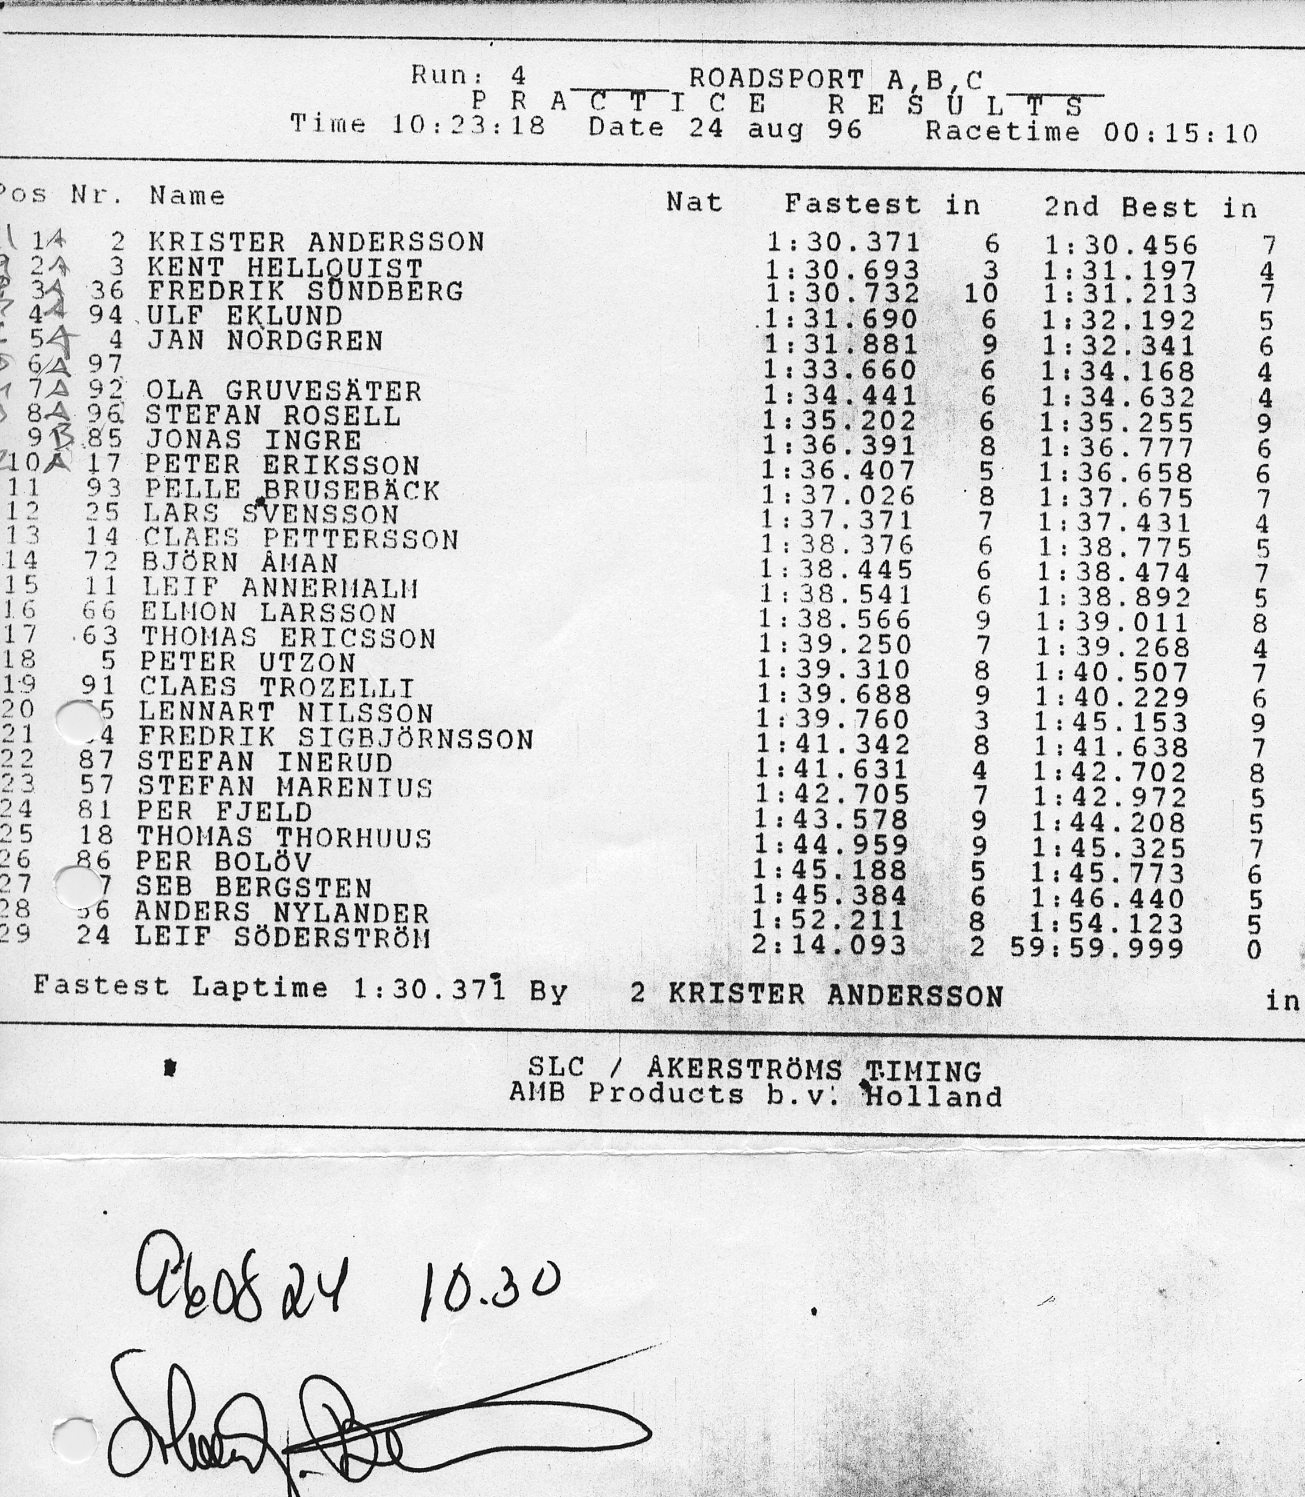 Run: 4 ROADSPORT A,B,C
PRACTICE RESULTS
Time 10:23:18 Date 24 aug 96 Racetime 00:15:10
Pos Nr. Name Nat Fastest in 2nd Best in
1A 2 KRISTER ANDERSSON 1:30.371 6 1:30.456 7
2A 3 KENT HELLQUIST 1:30.693 3 1:31.197 4
3A 36 FREDRIK SUNDBERG 1:30.732 10 1:31.213 7
4A 94 ULF EKLUND 1:31.690 6 1:32.192 5
5A 4 JAN NORDGREN 1:31.881 9 1:32.341 6
6A 97 1:33.660 6 1:34.168 4
7A 92 OLA GRUVESÄTER 1:34.441 6 1:34.632 4
8A 96 STEFAN ROSELL 1:35.202 6 1:35.255 9
9B 85 JONAS INGRE 1:36.391 8 1:36.777 6
10A 17 PETER ERIKSSON 1:36.407 5 1:36.658 6
11 93 PELLE BRUSEBÄCK 1:37.026 8 1:37.675 7
12 25 LARS SVENSSON 1:37.371 7 1:37.431 4
13 14 CLAES PETTERSSON 1:38.376 6 1:38.775 5
14 72 BJÖRN ÅMAN 1:38.445 6 1:38.474 7
15 11 LEIF ANNERMALM 1:38.541 6 1:38.892 5
16 66 ELMON LARSSON 1:38.566 9 1:39.011 8
17 63 THOMAS ERICSSON 1:39.250 7 1:39.268 4
18 5 PETER UTZON 1:39.310 8 1:40.507 7
19 91 CLAES TROZELLI 1:39.688 9 1:40.229 6
20 5 LENNART NILSSON 1:39.760 3 1:45.153 9
21 4 FREDRIK SIGBJÖRNSSON 1:41.342 8 1:41.638 7
22 87 STEFAN INERUD 1:41.631 4 1:42.702 8
23 57 STEFAN MARENIUS 1:42.705 7 1:42.972 5
24 81 PER FJELD 1:43.578 9 1:44.208 5
25 18 THOMAS THORHUUS 1:44.959 9 1:45.325 7
26 86 PER BOLÖV 1:45.188 5 1:45.773 6
27 7 SEB BERGSTEN 1:45.384 6 1:46.440 5
28 56 ANDERS NYLANDER 1:52.211 8 1:54.123 5
29 24 LEIF SÖDERSTRÖM 2:14.093 2 59:59.999 0
Fastest Laptime 1:30.371 By 2 KRISTER ANDERSSON in
SLC / ÅKERSTRÖMS TIMING
AMB Products b.v. Holland
960824 10.30